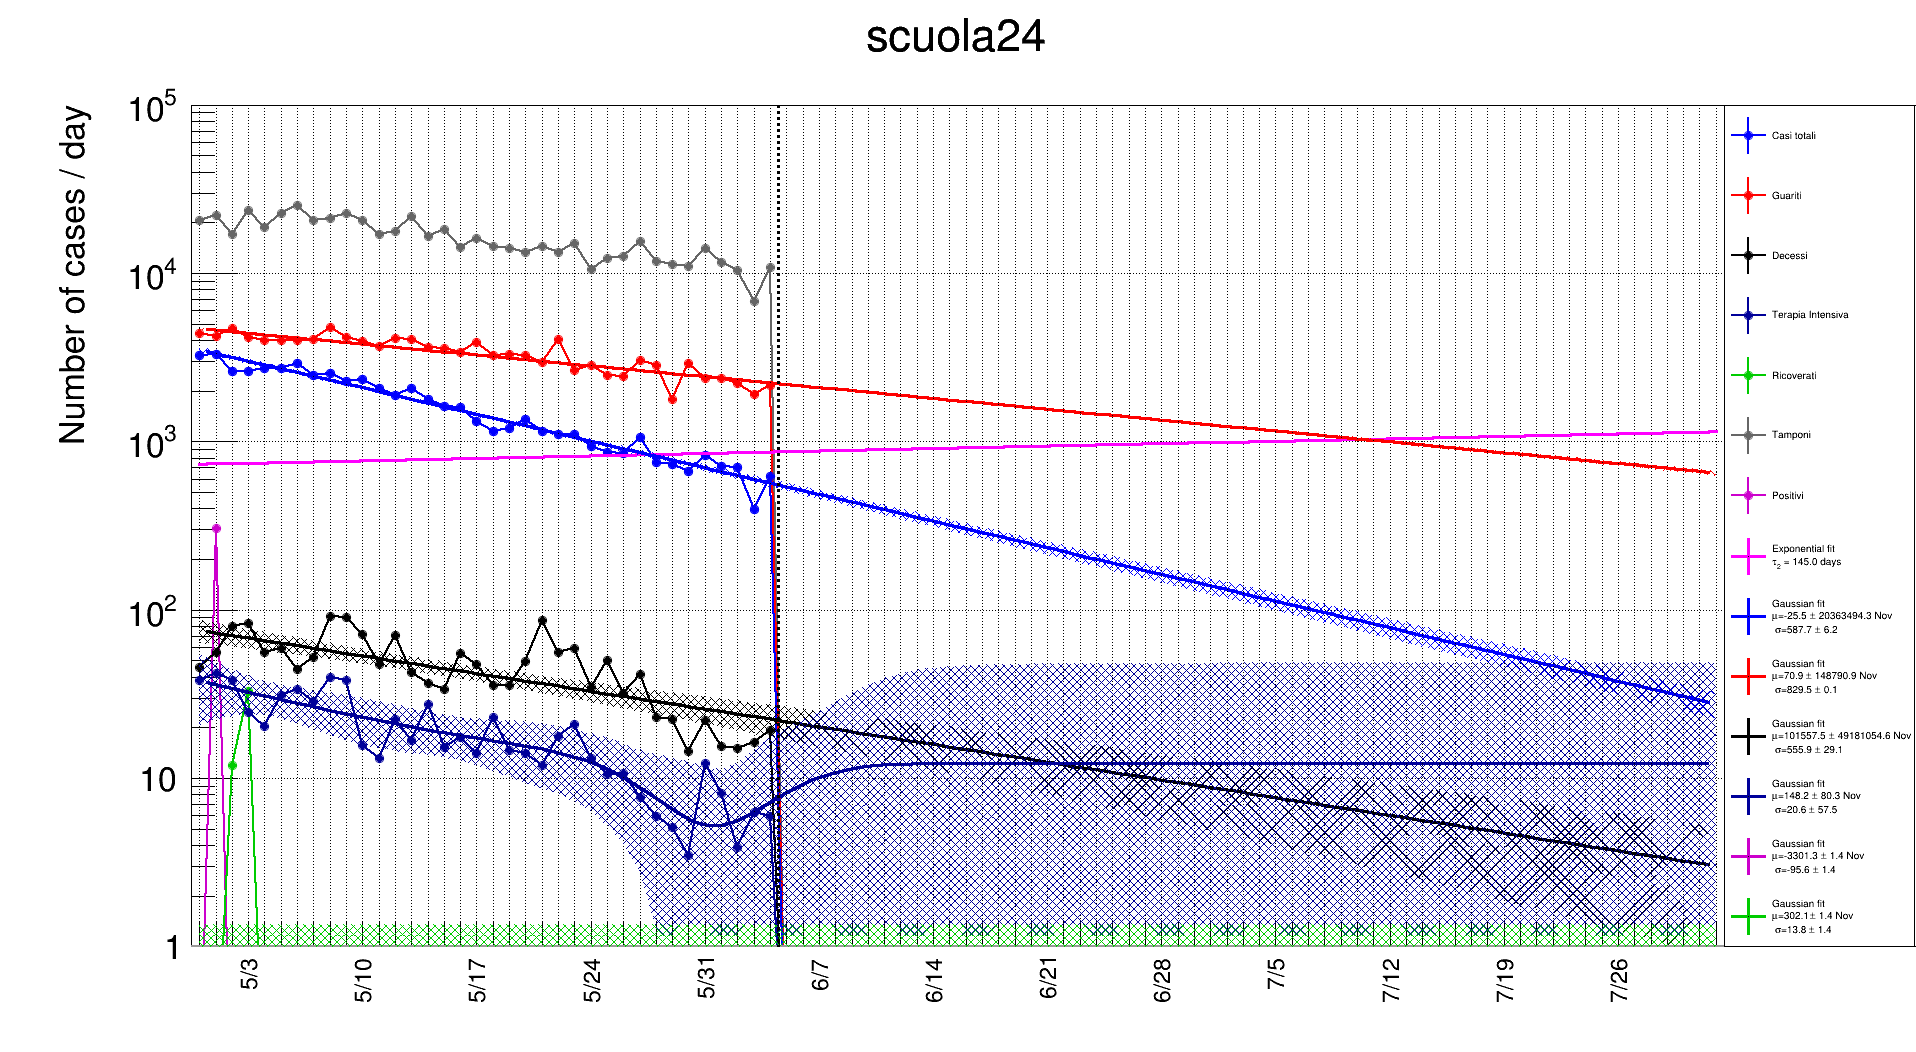 scuola24
Number of cases / day
10^5
10^4
10^3
10^2
10
1
5/3
5/10
5/17
5/24
5/31
6/7
6/14
6/21
6/28
7/5
7/12
7/19
7/26
Casi totali
Guariti
Decessi
Terapia Intensiva
Ricoverati
Tamponi
Positivi
Exponential fit
τ_2 = 145.0 days
Gaussian fit
μ=-25.5 ± 20363494.3 Nov
σ=587.7 ± 6.2
Gaussian fit
μ=70.9 ± 148790.9 Nov
σ=829.5 ± 0.1
Gaussian fit
μ=101557.5 ± 49181054.6 Nov
σ=555.9 ± 29.1
Gaussian fit
μ=148.2 ± 80.3 Nov
σ=20.6 ± 57.5
Gaussian fit
μ=-3301.3 ± 1.4 Nov
σ=-95.6 ± 1.4
Gaussian fit
μ=302.1 ± 1.4 Nov
σ=13.8 ± 1.4